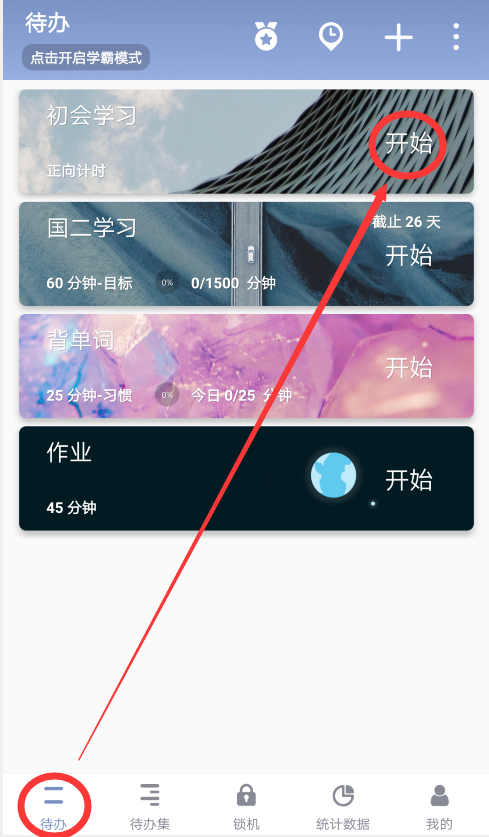 待办
点击开启学霸模式
初会学习
开始
正向计时
国二学习
截止 26 天
开始
60 分钟-目标 0% 0/1500 分钟
背单词
开始
25 分钟-习惯 0% 今日 0/25 分钟
作业
开始
45 分钟
待办 待办集 锁机 统计数据 我的